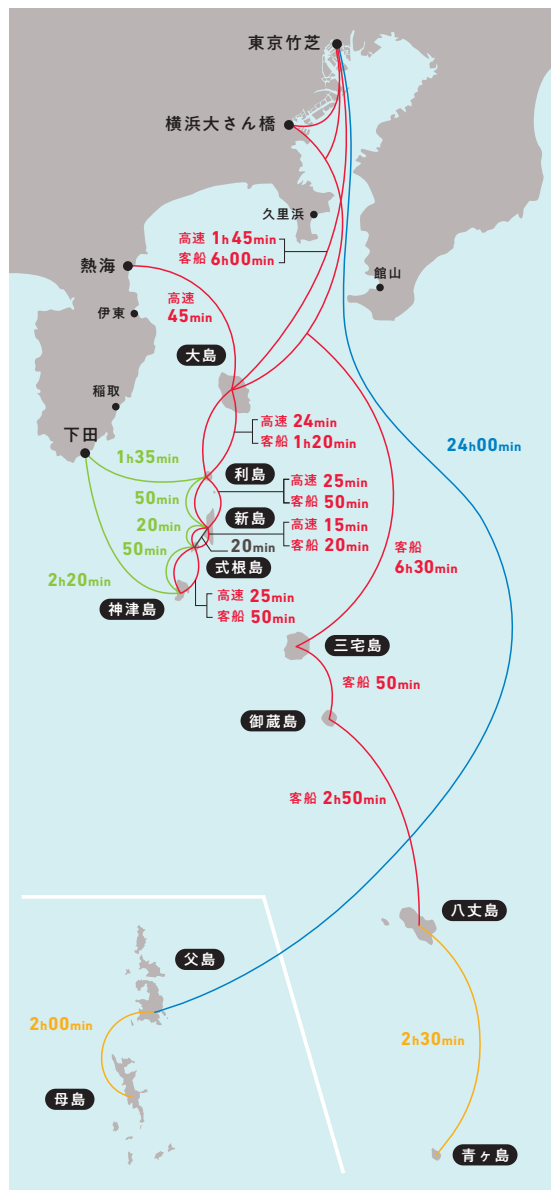 東京竹芝
横浜大さん橋
久里浜
高速 1h45min
客船 6h00min
熱海
館山
高速
45min
伊東
大島
稲取
高速 24min
客船 1h20min
下田
24h00min
1h35min
利島
高速 25min
客船 50min
50min
新島
高速 15min
客船 20min
20min
20min
50min
客船
6h30min
式根島
2h20min
高速 25min
客船 50min
神津島
三宅島
客船 50min
御蔵島
客船 2h50min
八丈島
父島
2h00min
2h30min
母島
青ヶ島